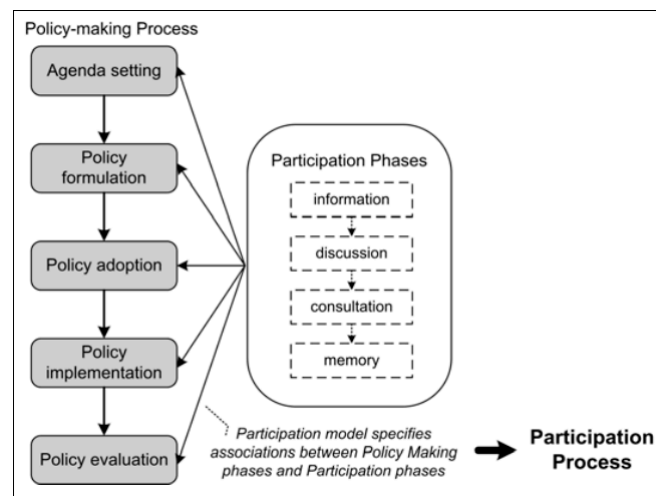 Policy-making Process
Agenda setting
Policy
formulation
Policy adoption
Policy
implementation
Policy evaluation
Participation Phases
information
discussion
consultation
memory
Participation model specifies
associations between Policy Making
phases and Participation phases
Participation
Process